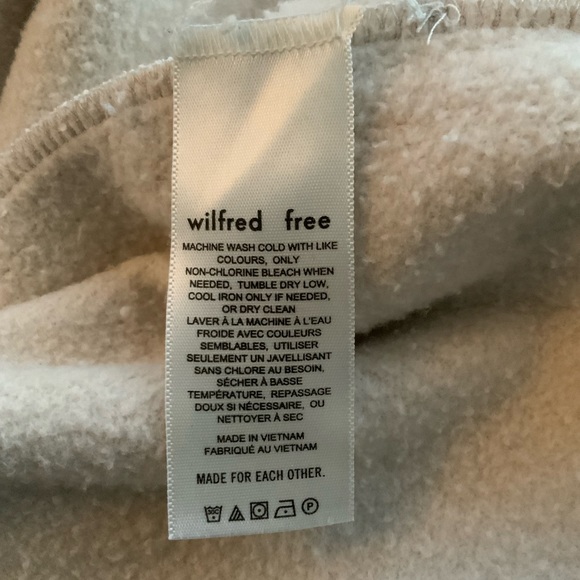 wilfred free
MACHINE WASH COLD WITH LIKE
COLOURS, ONLY
NON-CHLORINE BLEACH WHEN
NEEDED, TUMBLE DRY LOW,
COOL IRON ONLY IF NEEDED,
OR DRY CLEAN
LAVER À LA MACHINE À L'EAU
FROIDE AVEC COULEURS
SEMBLABLES, UTILISER
SEULEMENT UN JAVELLISANT
SANS CHLORE AU BESOIN.
SÉCHER À BASSE
TEMPÉRATURE, REPASSAGE
DOUX SI NÉCESSAIRE, OU
NETTOYER À SEC
MADE IN VIETNAM
FABRIQUÉ AU VIETNAM
MADE FOR EACH OTHER.
P